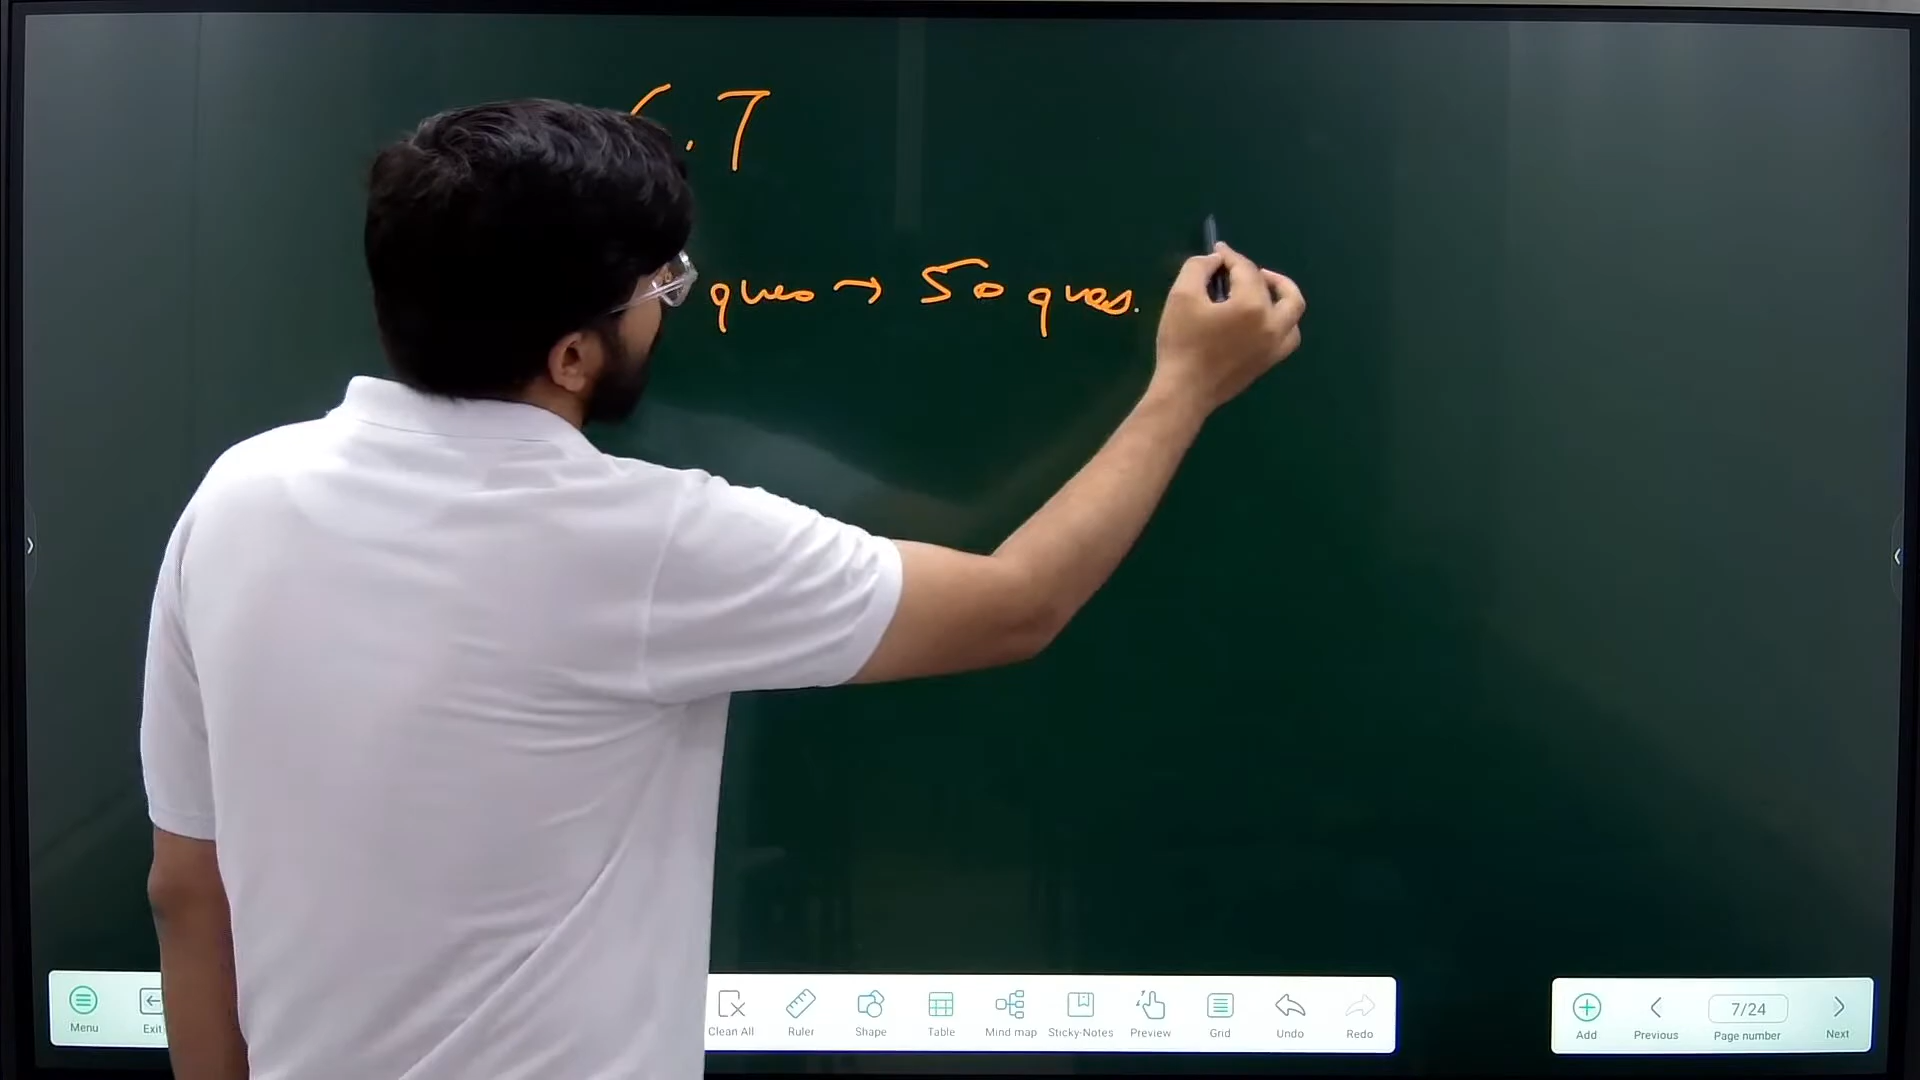 .7
ques → 50 ques.
Menu
Exit
Clean All
Ruler
Shape
Table
Mind map
Sticky-Notes
Preview
Grid
Undo
Redo
Add
Previous
7/24
Page number
Next